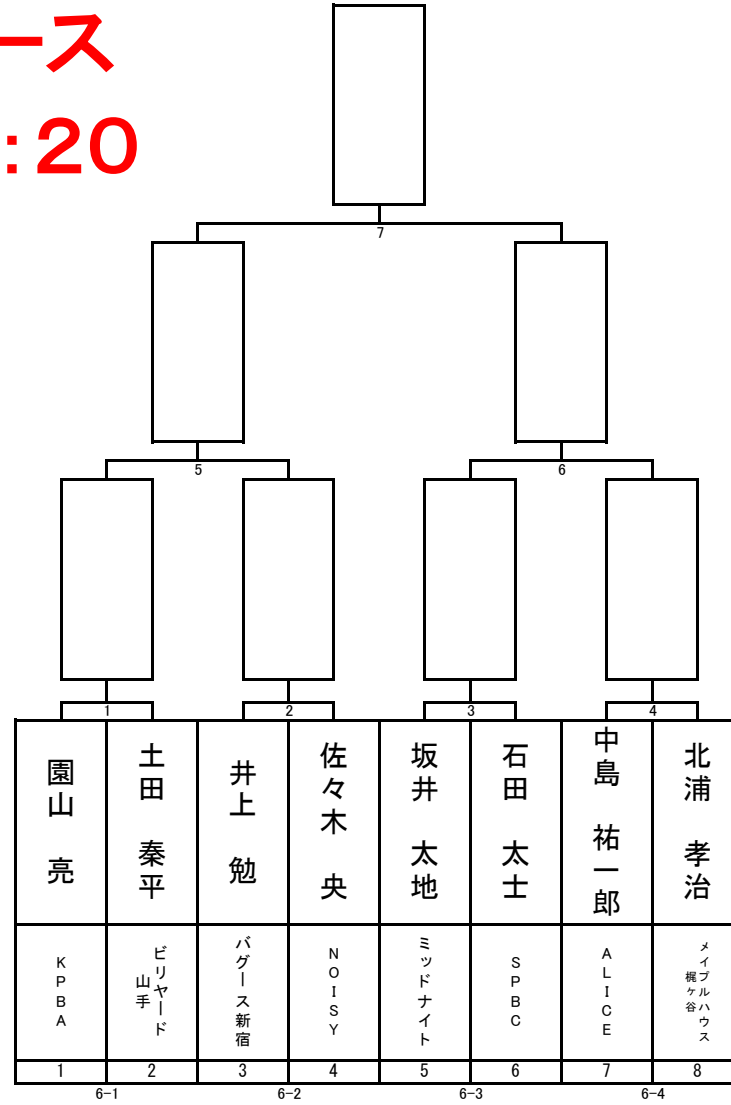 ース
:20
7
5
6
1
2
3
4
園山 亮
土田 秦平
井上 勉
佐々木 央
坂井 太地
石田 太士
中島 祐一郎
北浦 孝治
KPBA
ビリヤード
山手
バグース新宿
NOISY
ミッドナイト
SPBC
ALICE
メイプルハウス
梶ヶ谷
1
2
3
4
5
6
7
8
6-1
6-2
6-3
6-4